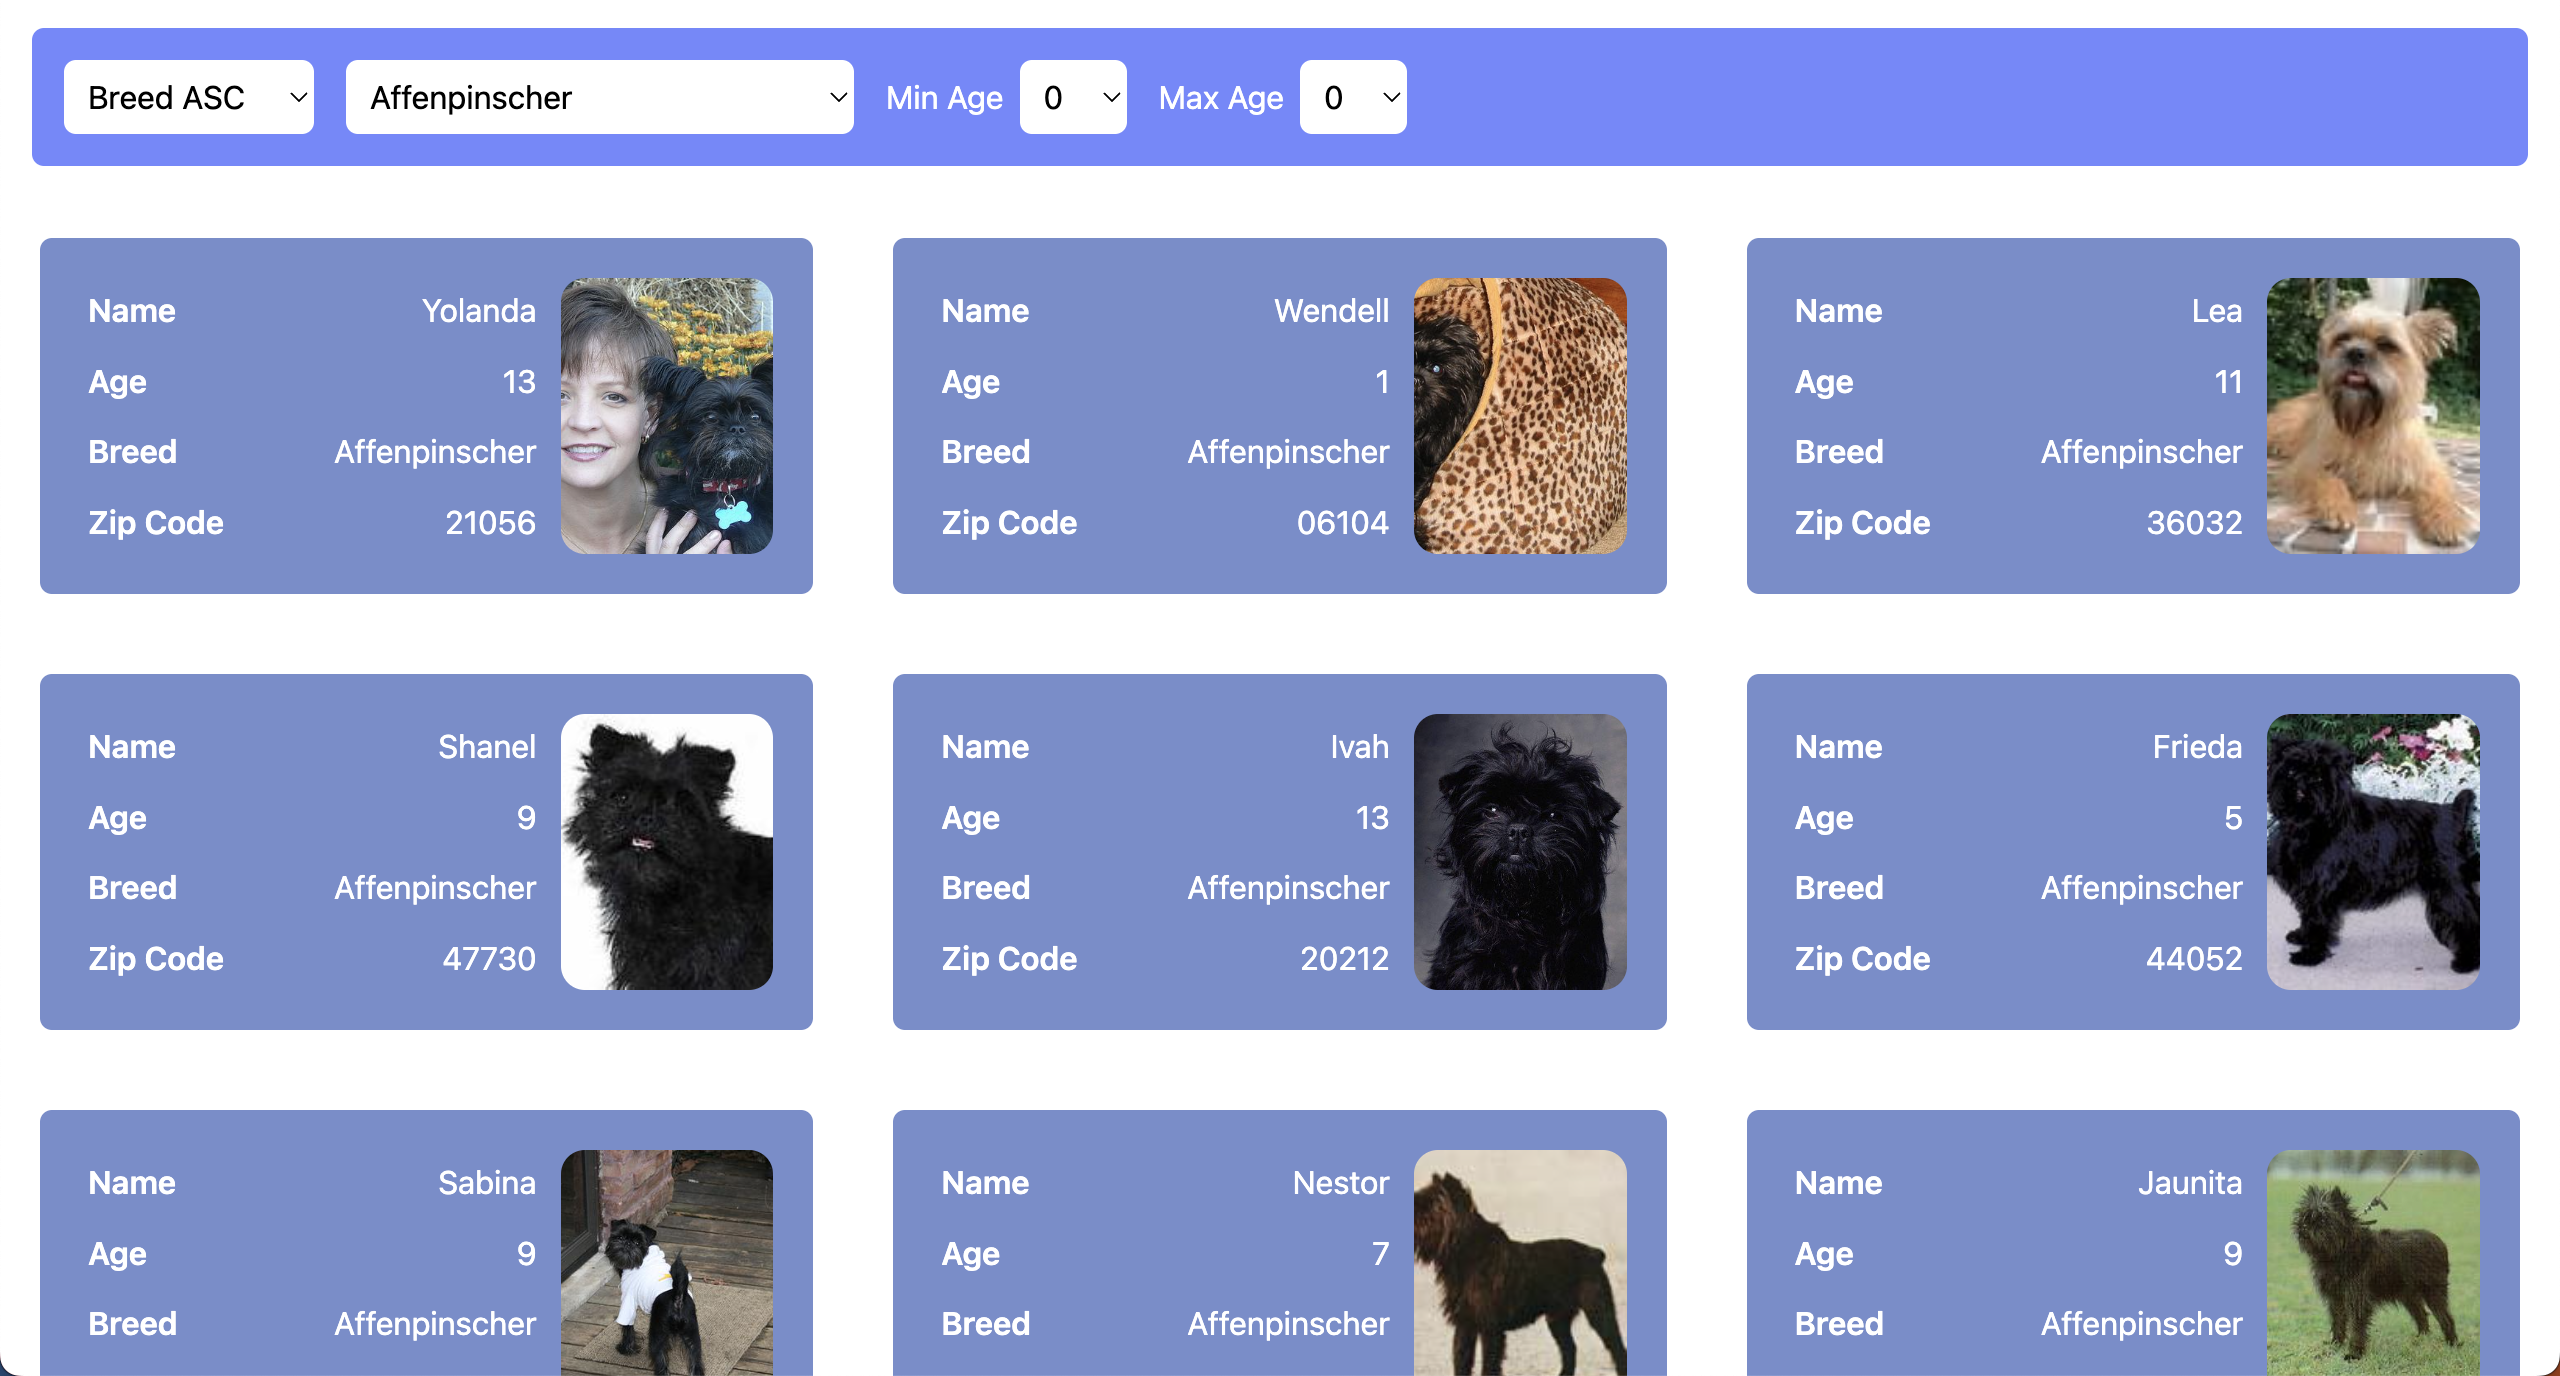 Breed ASC Affenpinscher Min Age 0 Max Age 0
Name Yolanda
Age 13
Breed Affenpinscher
Zip Code 21056
Name Wendell
Age 1
Breed Affenpinscher
Zip Code 06104
Name Lea
Age 11
Breed Affenpinscher
Zip Code 36032
Name Shanel
Age 9
Breed Affenpinscher
Zip Code 47730
Name Ivah
Age 13
Breed Affenpinscher
Zip Code 20212
Name Frieda
Age 5
Breed Affenpinscher
Zip Code 44052
Name Sabina
Age 9
Breed Affenpinscher
Name Nestor
Age 7
Breed Affenpinscher
Name Jaunita
Age 9
Breed Affenpinscher